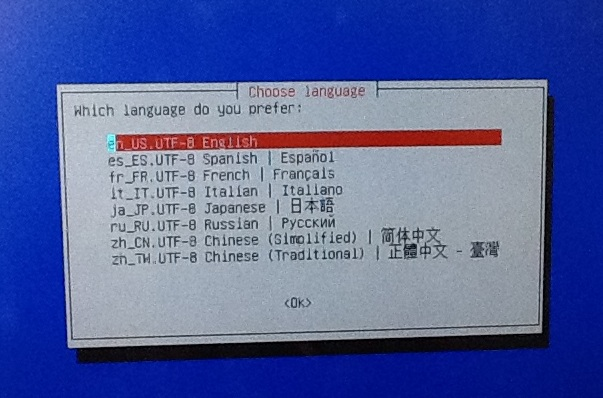 Choose language
Which language do you prefer:
en_US.UTF-8 English
es_ES.UTF-8 Spanish | Español
fr_FR.UTF-8 French | Français
it_IT.UTF-8 Italian | Italiano
ja_JP.UTF-8 Japanese | 日本語
ru_RU.UTF-8 Russian | Русский
zh_CN.UTF-8 Chinese (Simplified) | 简体中文
zh_TW.UTF-8 Chinese (Traditional) | 正體中文 - 臺灣
<Ok>